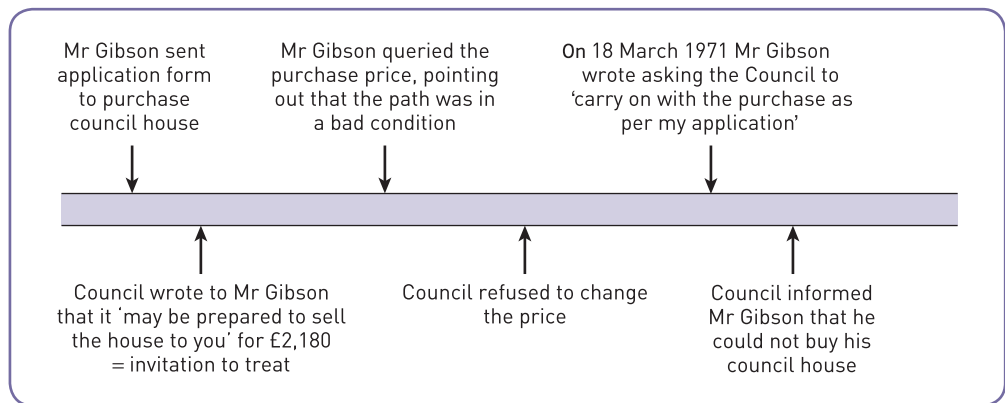 Mr Gibson sent
application form
to purchase
council house
Mr Gibson queried the
purchase price, pointing
out that the path was in
a bad condition
On 18 March 1971 Mr Gibson
wrote asking the Council to
‘carry on with the purchase as
per my application’
Council wrote to Mr Gibson
that it ‘may be prepared to sell
the house to you’ for £2,180
= invitation to treat
Council refused to change
the price
Council informed
Mr Gibson that he
could not buy his
council house